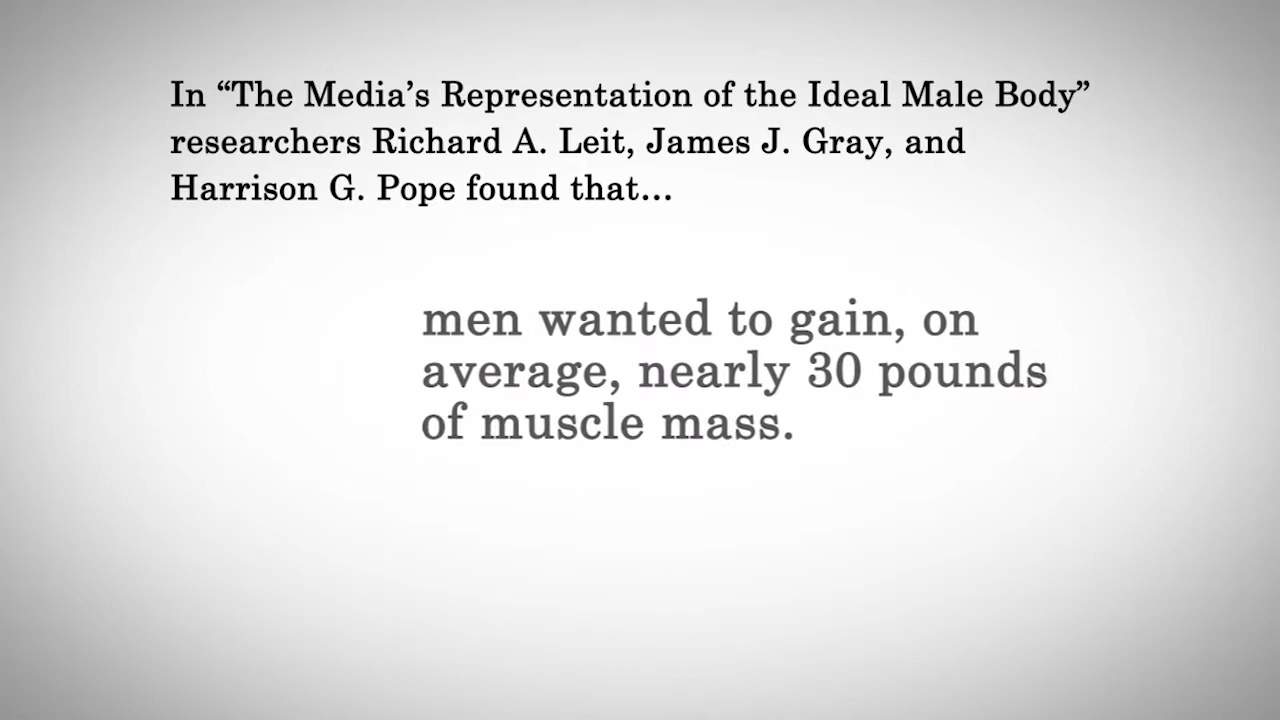 In “The Media’s Representation of the Ideal Male Body”
researchers Richard A. Leit, James J. Gray, and
Harrison G. Pope found that…
men wanted to gain, on
average, nearly 30 pounds
of muscle mass.